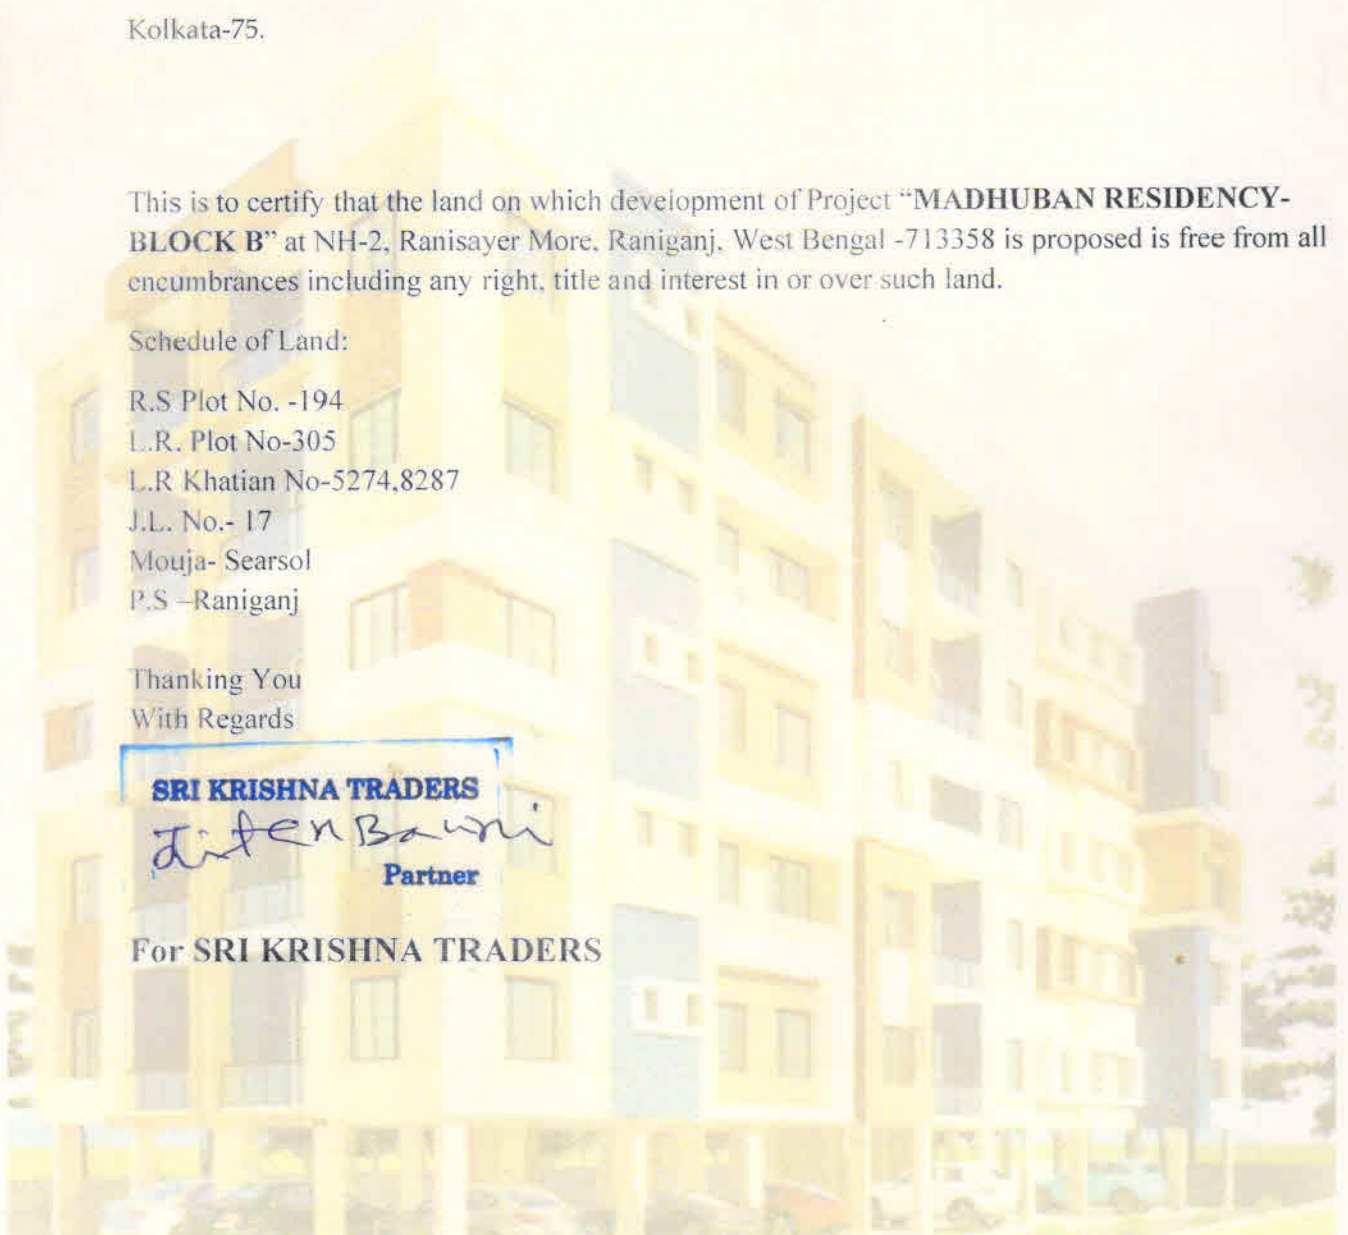 Kolkata-75.
This is to certify that the land on which development of Project “MADHUBAN RESIDENCY-
BLOCK B” at NH-2, Ranisayer More, Raniganj, West Bengal -713358 is proposed is free from all
encumbrances including any right, title and interest in or over such land.
Schedule of Land:
R.S Plot No. -194
L.R. Plot No-305
L.R Khatian No-5274,8287
J.L. No.- 17
Mouja- Searsol
P.S –Raniganj
Thanking You
With Regards
SRI KRISHNA TRADERS
Partner
For SRI KRISHNA TRADERS